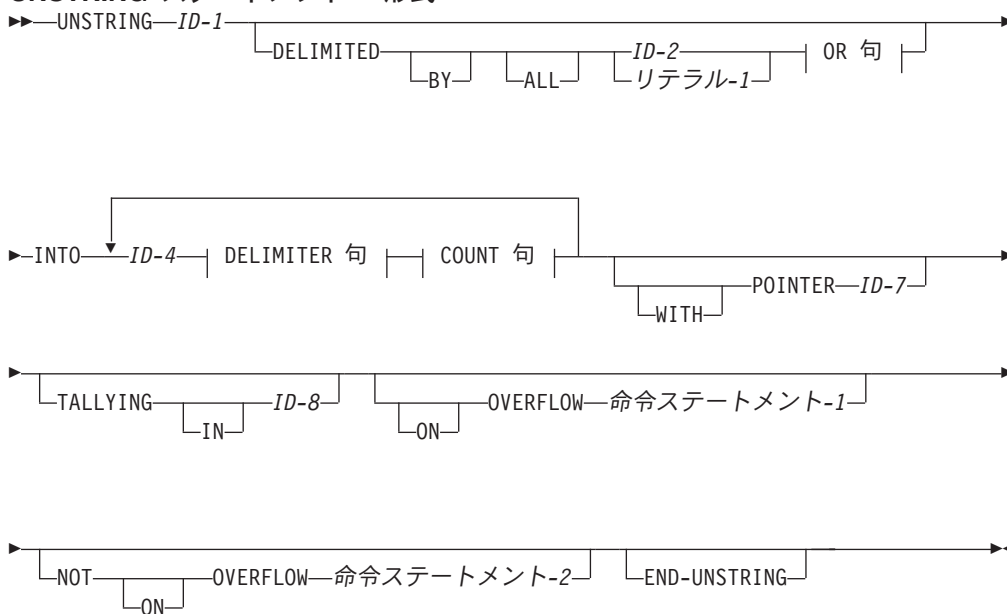 UNSTRING ステートメント - 形式
UNSTRING ID-1
DELIMITED ID-2 OR 句
BY ALL リテラル-1
INTO ID-4 DELIMITER 句 COUNT 句
POINTER ID-7
WITH
TALLYING ID-8 OVERFLOW 命令ステートメント-1
IN ON
NOT OVERFLOW 命令ステートメント-2 END-UNSTRING
ON